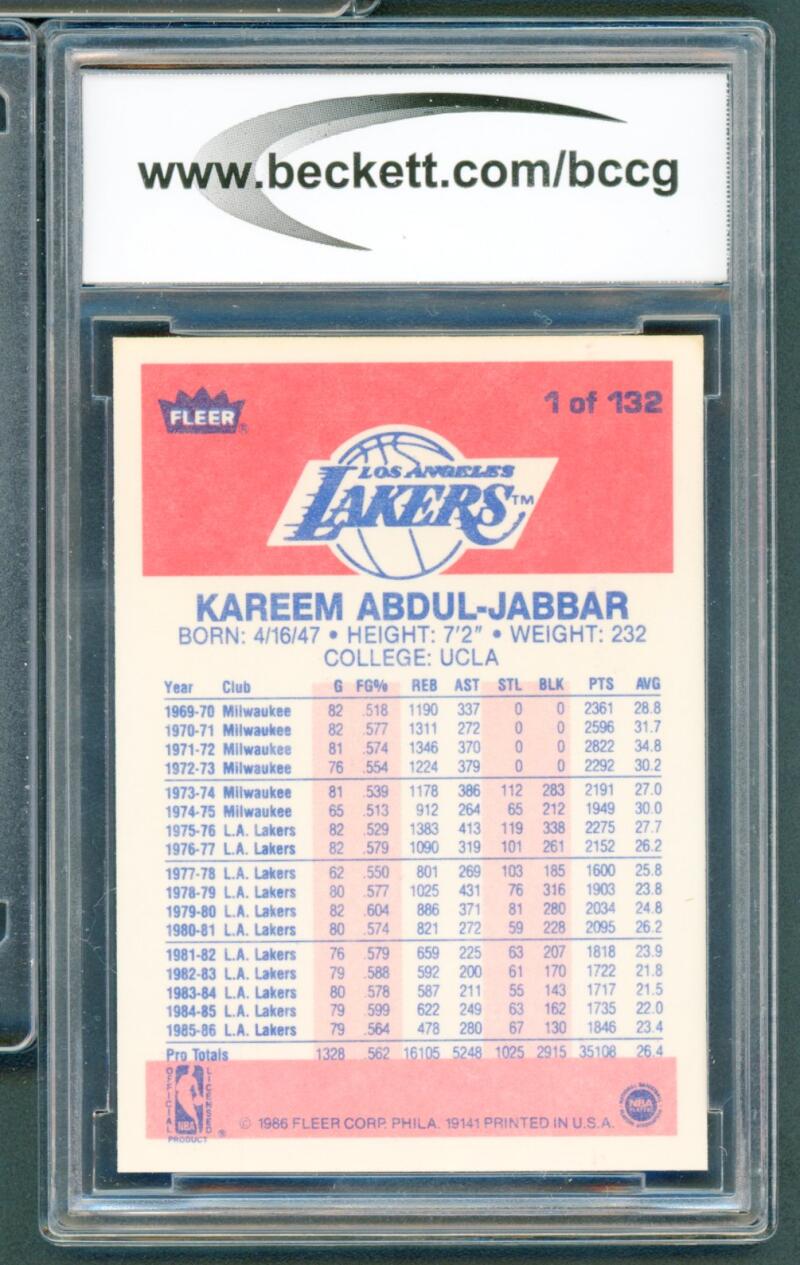 www.beckett.com/bccg
FLEER®
1 of 132
LOS ANGELES
LAKERS™
KAREEM ABDUL-JABBAR
BORN: 4/16/47 • HEIGHT: 7'2" • WEIGHT: 232
COLLEGE: UCLA
Year Club G FG% REB AST STL BLK PTS AVG
1969-70 Milwaukee 82 .518 1190 337 0 0 2361 28.8
1970-71 Milwaukee 82 .577 1311 272 0 0 2596 31.7
1971-72 Milwaukee 81 .574 1346 370 0 0 2822 34.8
1972-73 Milwaukee 76 .554 1224 379 0 0 2292 30.2
1973-74 Milwaukee 81 .539 1178 386 112 283 2191 27.0
1974-75 Milwaukee 65 .513 912 264 65 212 1949 30.0
1975-76 L.A. Lakers 82 .529 1383 413 119 338 2275 27.7
1976-77 L.A. Lakers 82 .579 1090 319 101 261 2152 26.2
1977-78 L.A. Lakers 62 .550 801 269 103 185 1600 25.8
1978-79 L.A. Lakers 80 .577 1025 431 76 316 1903 23.8
1979-80 L.A. Lakers 82 .604 886 371 81 280 2034 24.8
1980-81 L.A. Lakers 80 .574 821 272 59 228 2095 26.2
1981-82 L.A. Lakers 76 .579 659 225 63 207 1818 23.9
1982-83 L.A. Lakers 79 .588 592 200 61 170 1722 21.8
1983-84 L.A. Lakers 80 .578 587 211 55 143 1717 21.5
1984-85 L.A. Lakers 79 .599 622 249 63 162 1735 22.0
1985-86 L.A. Lakers 79 .564 478 280 67 130 1846 23.4
Pro Totals 1328 .562 16105 5248 1025 2915 35108 26.4
OFFICIAL LICENSED
NBA ®
PRODUCT
© 1986 FLEER CORP. PHILA. 19141 PRINTED IN U.S.A.
NBA
PLAYERS